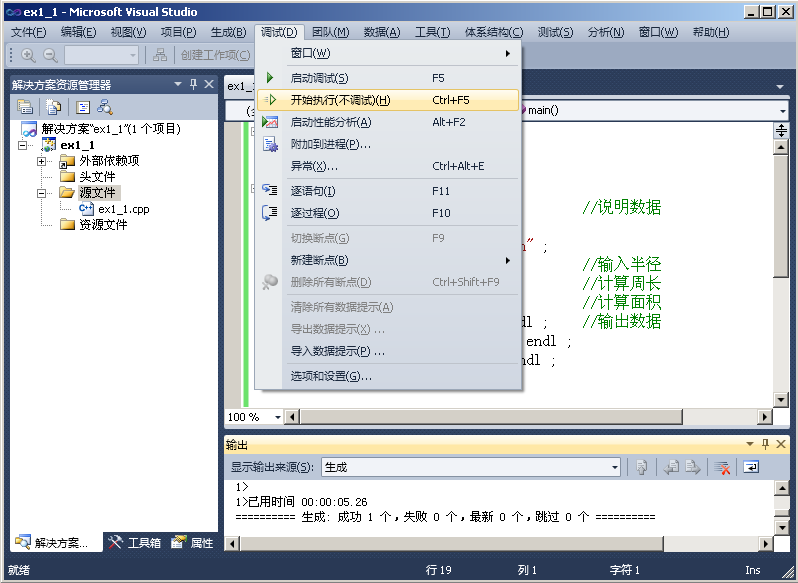 ex1_1 - Microsoft Visual Studio
文件(F) 编辑(E) 视图(V) 项目(P) 生成(B) 调试(D) 团队(M) 数据(A) 工具(T) 体系结构(C) 测试(S) 分析(N) 窗口(W) 帮助(H)
创建工作项(C)
解决方案资源管理器
解决方案"ex1_1"(1 个项目)
ex1_1
外部依赖项
头文件
源文件
ex1_1.cpp
资源文件
解决方案... 工具箱 属性
窗口(W)
启动调试(S) F5
开始执行(不调试)(H) Ctrl+F5
启动性能分析(A) Alt+F2
附加到进程(P)...
异常(X)... Ctrl+Alt+E
逐语句(I) F11
逐过程(O) F10
切换断点(G) F9
新建断点(B)
删除所有断点(D) Ctrl+Shift+F9
清除所有数据提示(A)
导出数据提示(X) ...
导入数据提示(P) ...
选项和设置(G)...
ex1_
main()
//说明数据
" ;
//输入半径
//计算周长
//计算面积
dl ; //输出数据
endl ;
dl ;
100 %
输出
显示输出来源(S): 生成
1>
1>已用时间 00:00:05.26
========== 生成: 成功 1 个，失败 0 个，最新 0 个，跳过 0 个 ==========
就绪 行 19 列 1 字符 1 Ins